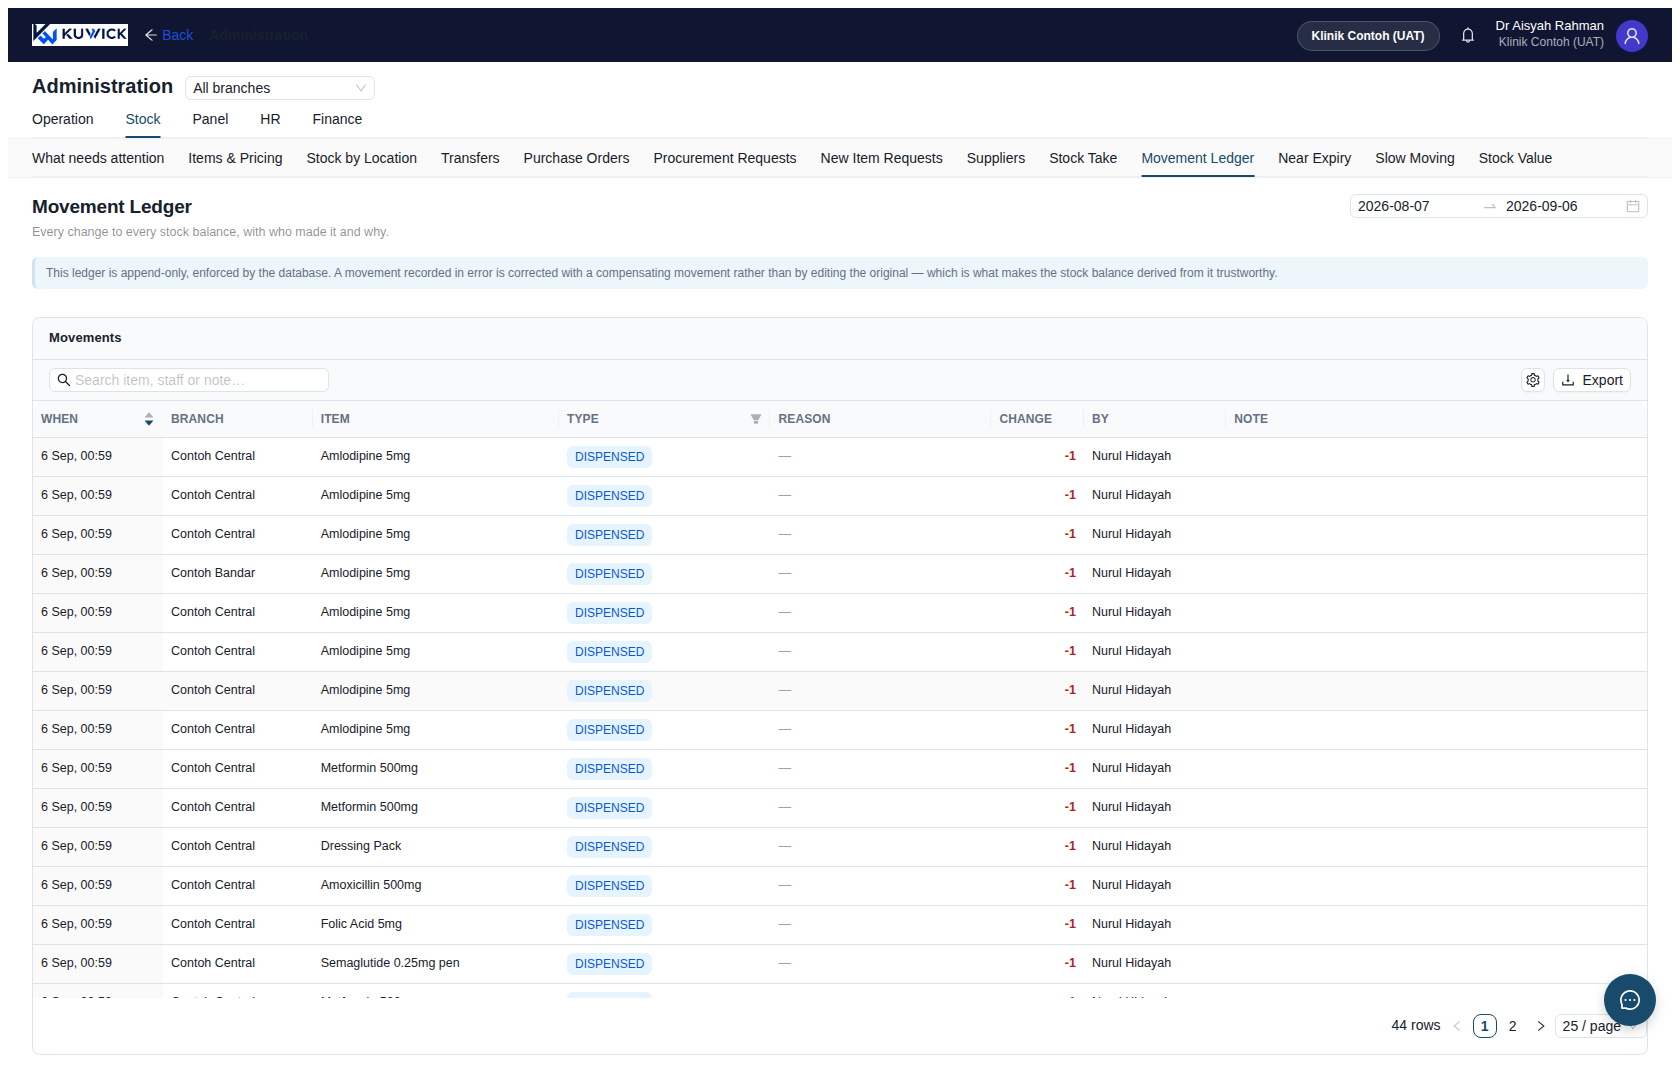 KUWICK
Back Administration
Klinik Contoh (UAT)
Dr Aisyah Rahman
Klinik Contoh (UAT)
Administration All branches
Operation Stock Panel HR Finance
What needs attention Items & Pricing Stock by Location Transfers Purchase Orders Procurement Requests New Item Requests Suppliers Stock Take Movement Ledger Near Expiry Slow Moving Stock Value
Movement Ledger
2026-08-07 2026-09-06
Every change to every stock balance, with who made it and why.
This ledger is append-only, enforced by the database. A movement recorded in error is corrected with a compensating movement rather than by editing the original — which is what makes the stock balance derived from it trustworthy.
Movements
Search item, staff or note… Export
WHEN BRANCH ITEM TYPE REASON CHANGE BY NOTE
6 Sep, 00:59 Contoh Central Amlodipine 5mg DISPENSED — -1 Nurul Hidayah
6 Sep, 00:59 Contoh Central Amlodipine 5mg DISPENSED — -1 Nurul Hidayah
6 Sep, 00:59 Contoh Central Amlodipine 5mg DISPENSED — -1 Nurul Hidayah
6 Sep, 00:59 Contoh Bandar Amlodipine 5mg DISPENSED — -1 Nurul Hidayah
6 Sep, 00:59 Contoh Central Amlodipine 5mg DISPENSED — -1 Nurul Hidayah
6 Sep, 00:59 Contoh Central Amlodipine 5mg DISPENSED — -1 Nurul Hidayah
6 Sep, 00:59 Contoh Central Amlodipine 5mg DISPENSED — -1 Nurul Hidayah
6 Sep, 00:59 Contoh Central Amlodipine 5mg DISPENSED — -1 Nurul Hidayah
6 Sep, 00:59 Contoh Central Metformin 500mg DISPENSED — -1 Nurul Hidayah
6 Sep, 00:59 Contoh Central Metformin 500mg DISPENSED — -1 Nurul Hidayah
6 Sep, 00:59 Contoh Central Dressing Pack DISPENSED — -1 Nurul Hidayah
6 Sep, 00:59 Contoh Central Amoxicillin 500mg DISPENSED — -1 Nurul Hidayah
6 Sep, 00:59 Contoh Central Folic Acid 5mg DISPENSED — -1 Nurul Hidayah
6 Sep, 00:59 Contoh Central Semaglutide 0.25mg pen DISPENSED — -1 Nurul Hidayah
44 rows 1 2 25 / page